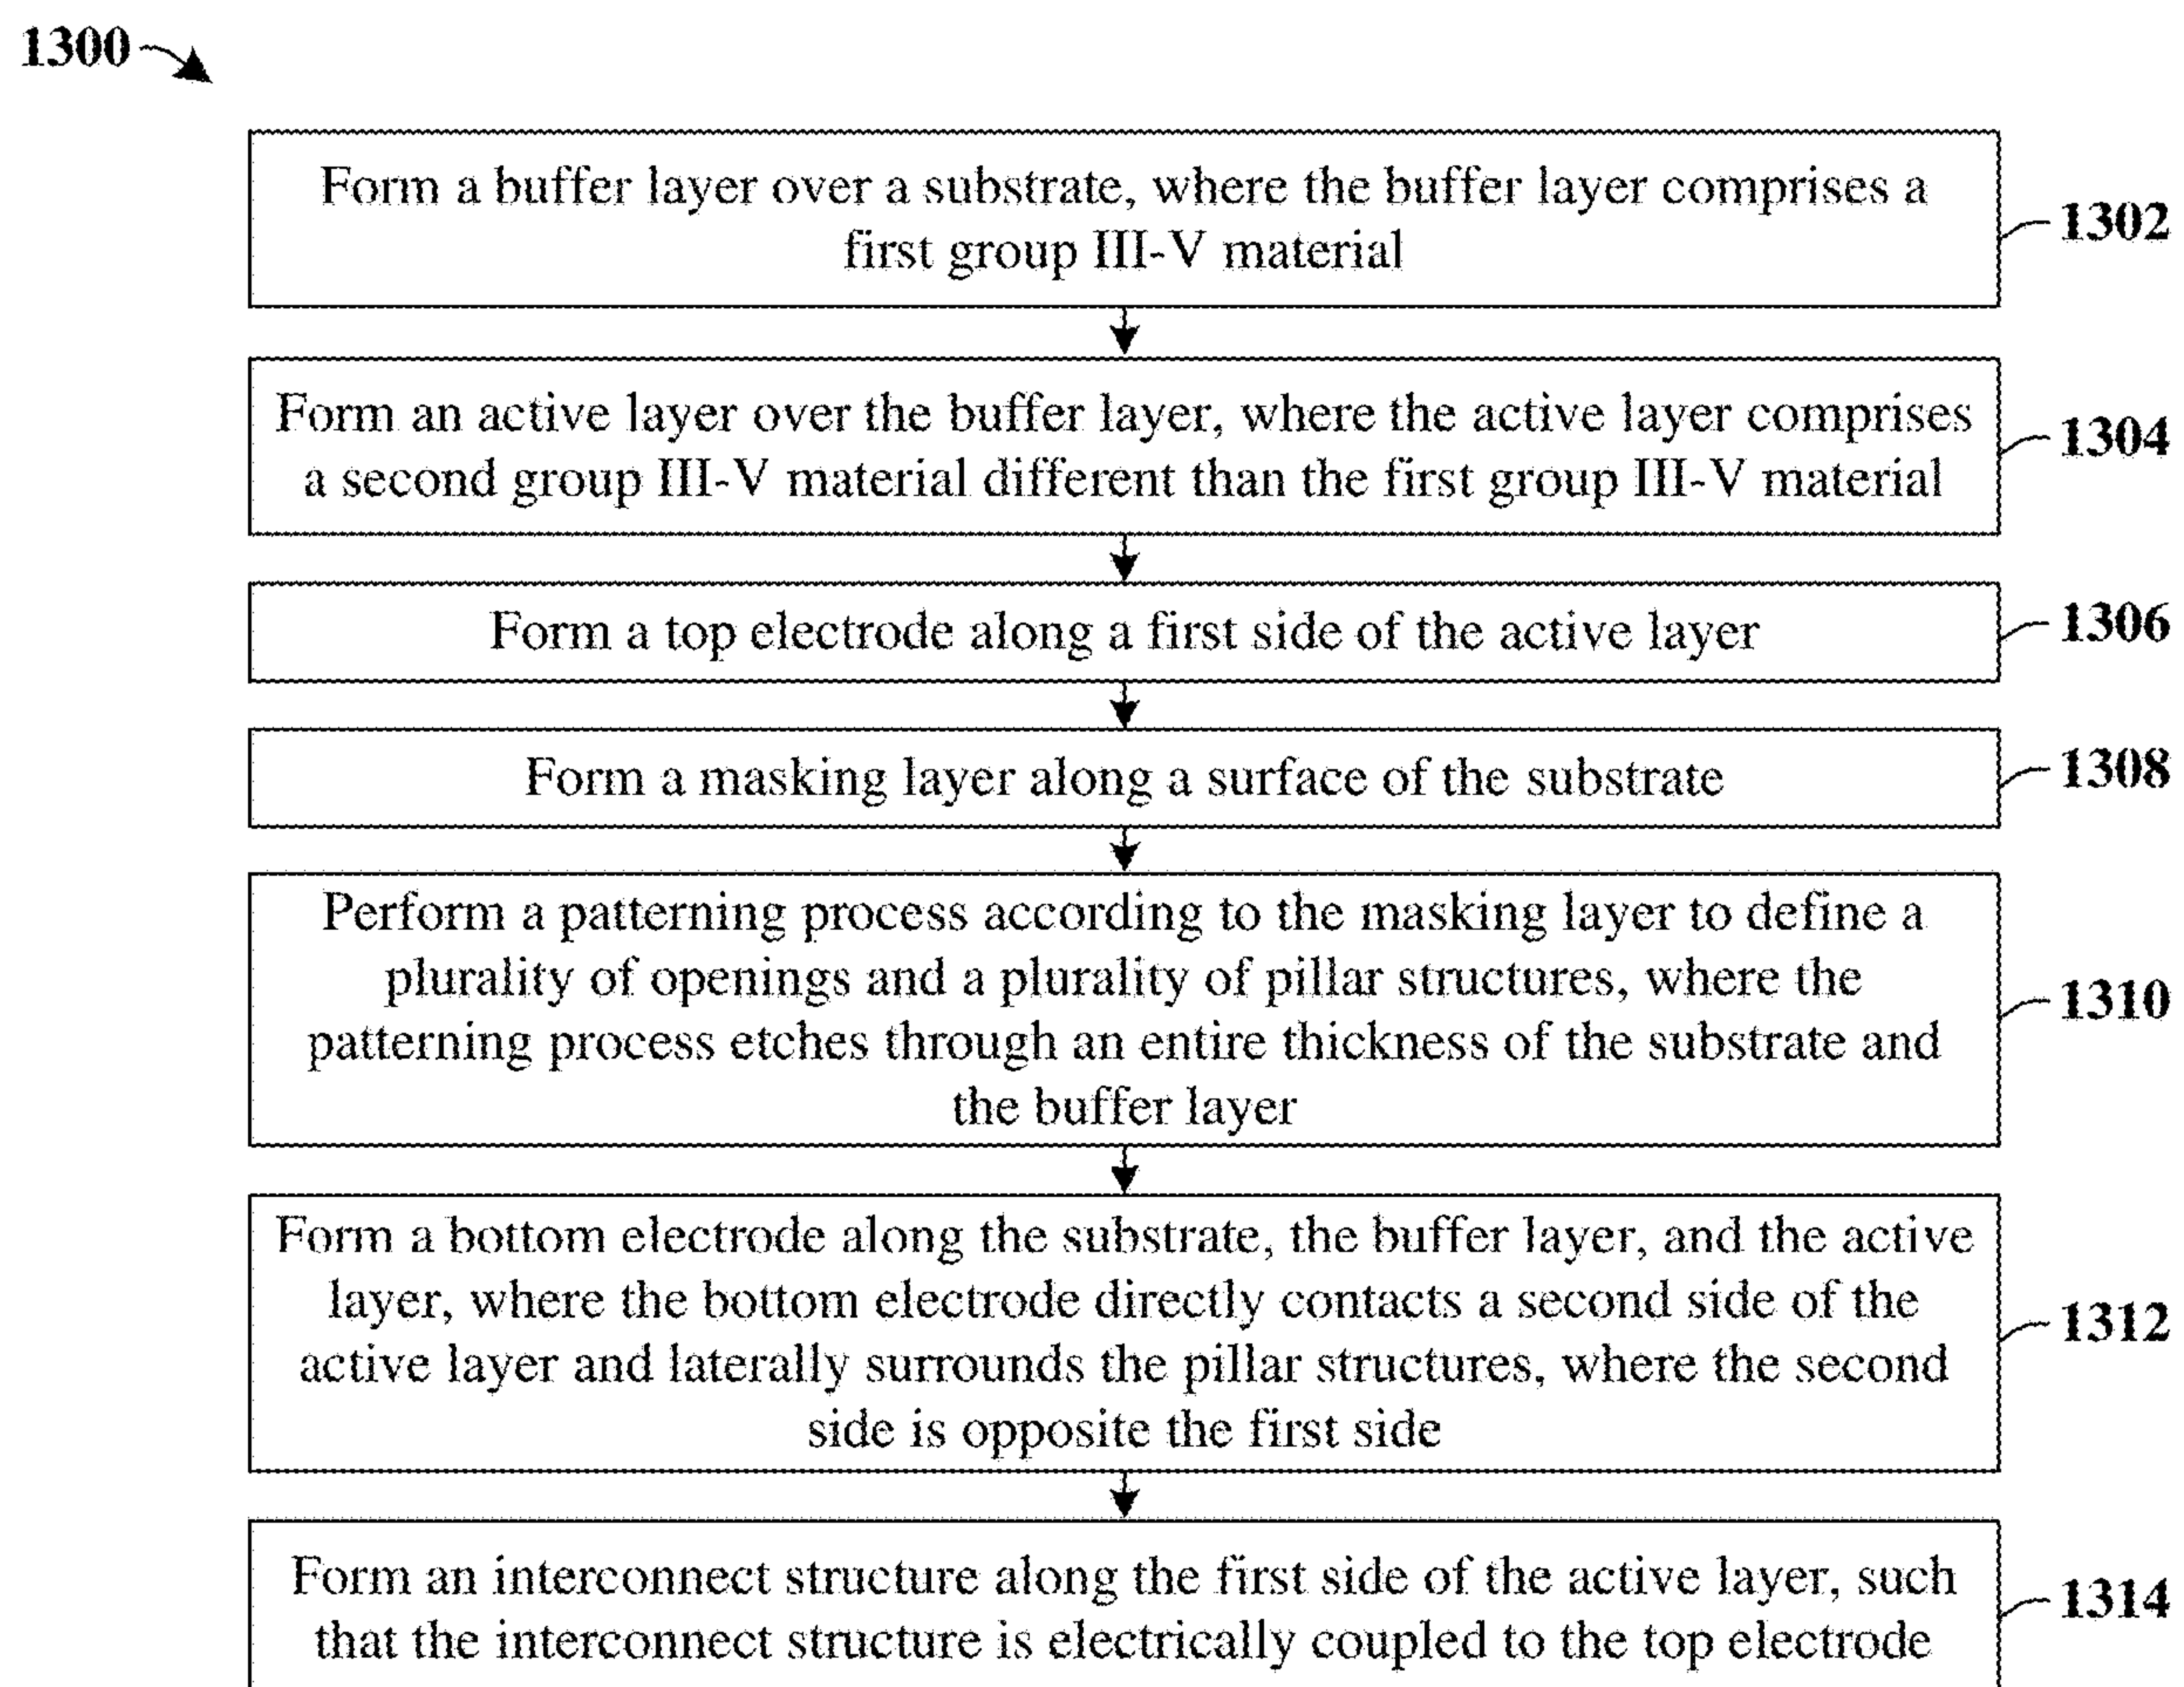 1300
Form a buffer layer over a substrate, where the buffer layer comprises a
first group III-V material
1302
Form an active layer over the buffer layer, where the active layer comprises
a second group III-V material different than the first group III-V material
1304
Form a top electrode along a first side of the active layer
1306
Form a masking layer along a surface of the substrate
1308
Perform a patterning process according to the masking layer to define a
plurality of openings and a plurality of pillar structures, where the
patterning process etches through an entire thickness of the substrate and
the buffer layer
1310
Form a bottom electrode along the substrate, the buffer layer, and the active
layer, where the bottom electrode directly contacts a second side of the
active layer and laterally surrounds the pillar structures, where the second
side is opposite the first side
1312
Form an interconnect structure along the first side of the active layer, such
that the interconnect structure is electrically coupled to the top electrode
1314